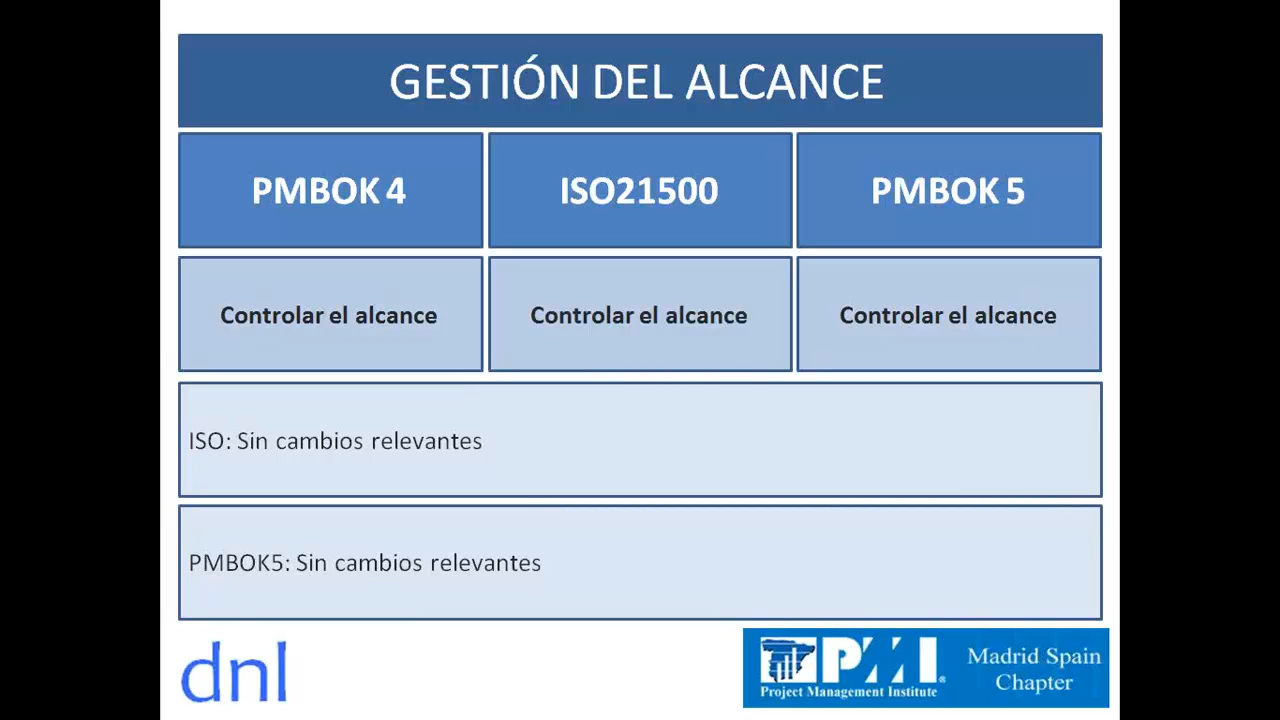 GESTIÓN DEL ALCANCE
PMBOK 4
ISO21500
PMBOK 5
Controlar el alcance
Controlar el alcance
Controlar el alcance
ISO: Sin cambios relevantes
PMBOK5: Sin cambios relevantes
dnl
PMI®
Project Management Institute
Madrid Spain
Chapter